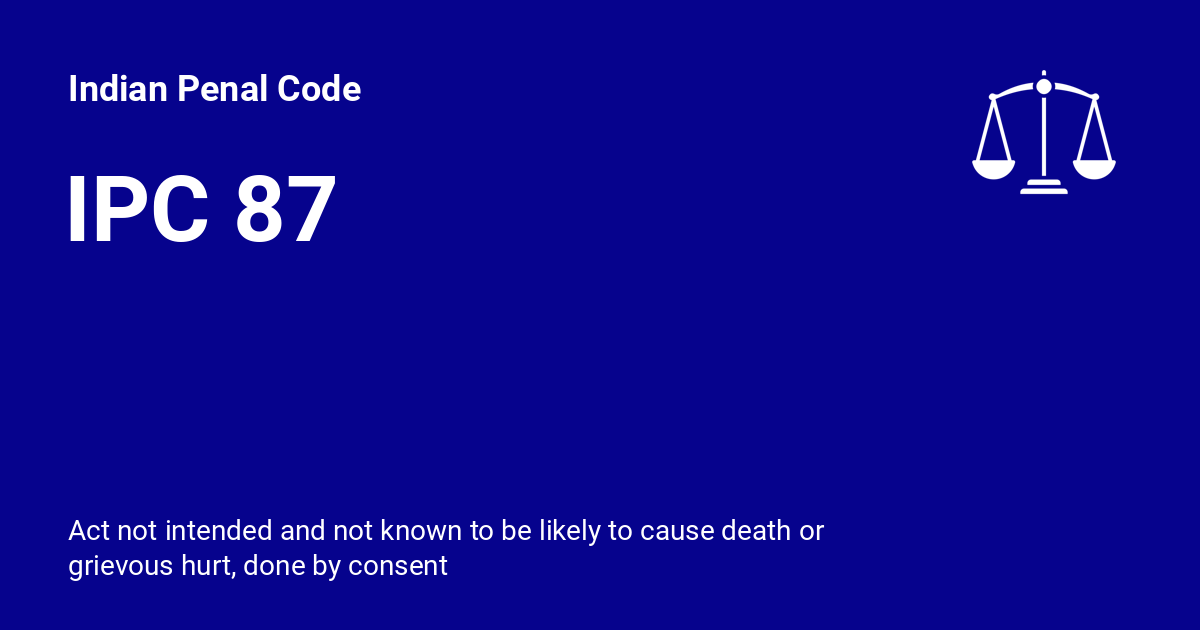 Indian Penal Code
IPC 87
Act not intended and not known to be likely to cause death or
grievous hurt, done by consent